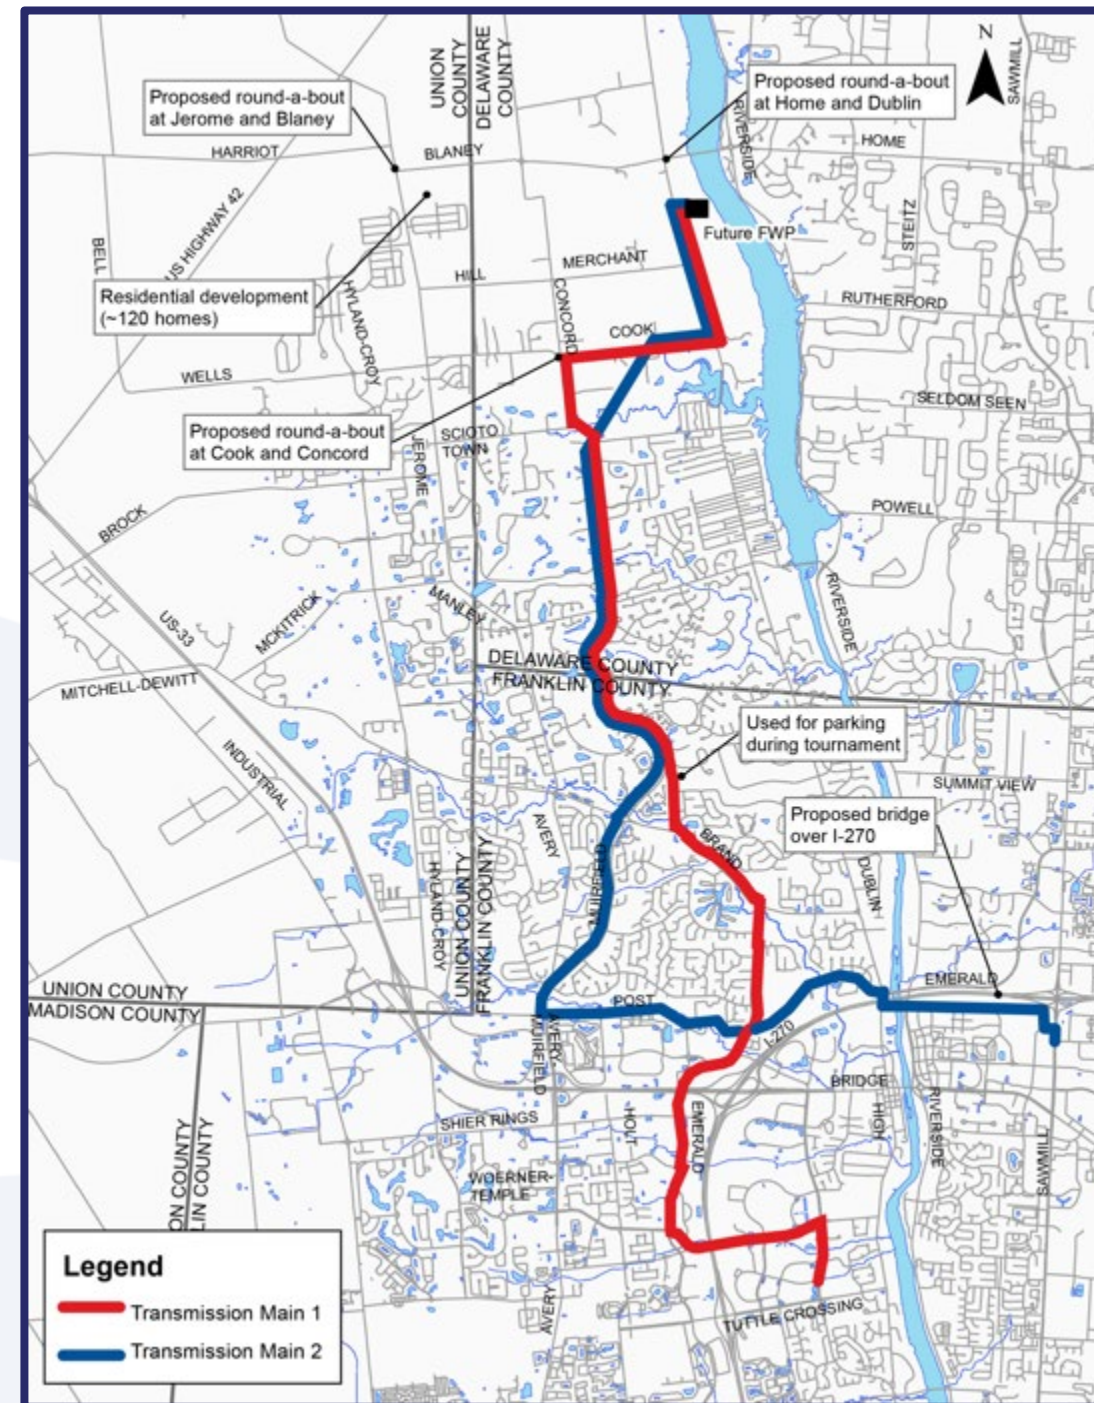 N
SAWMILL
UNION
COUNTY
DELAWARE
COUNTY
Proposed round-a-bout
at Jerome and Blaney
Proposed round-a-bout
at Home and Dublin
RIVERSIDE
HARRIOT
BLANEY
HOME
US HIGHWAY 42
BELL
STEITZ
Future FWP
MERCHANT
HILL
CONCORD
Residential development
(~120 homes)
HYLAND-CROY
RUTHERFORD
COOK
WELLS
SELDOM SEEN
Proposed round-a-bout
at Cook and Concord
SCIOTO
TOWN
JEROME
POWELL
BROCK
MANLEY
MCKITRICK
RIVERSIDE
US-33
DELAWARE COUNTY
FRANKLIN COUNTY
MITCHELL-DEWITT
Used for parking
during tournament
INDUSTRIAL
SUMMIT VIEW
Proposed bridge
over I-270
AVERY
BRAND
MUIRFIELD
DUBLIN
HYLAND-CROY
UNION COUNTY
FRANKLIN COUNTY
EMERALD
UNION COUNTY
MADISON COUNTY
POST
AVERY-
MUIRFIELD
I-270
BRIDGE
SHIER RINGS
HOLT
EMERALD
HIGH
RIVERSIDE
SAWMILL
WOERNER-
TEMPLE
ON COUNTY
LIN COUNTY
AVERY
TUTTLE CROSSING
Legend
Transmission Main 1
Transmission Main 2